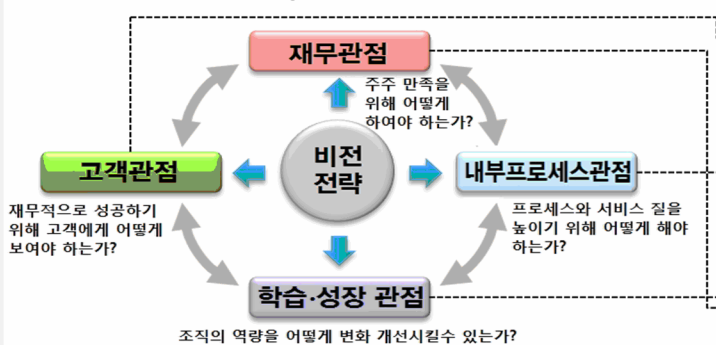 재무관점
주주 만족을
위해 어떻게
하여야 하는가?
비전
전략
고객관점
내부프로세스관점
재무적으로 성공하기
위해 고객에게 어떻게
보여야 하는가?
프로세스와 서비스 질을
높이기 위해 어떻게 해야
하는가?
학습·성장 관점
조직의 역량을 어떻게 변화 개선시킬수 있는가?